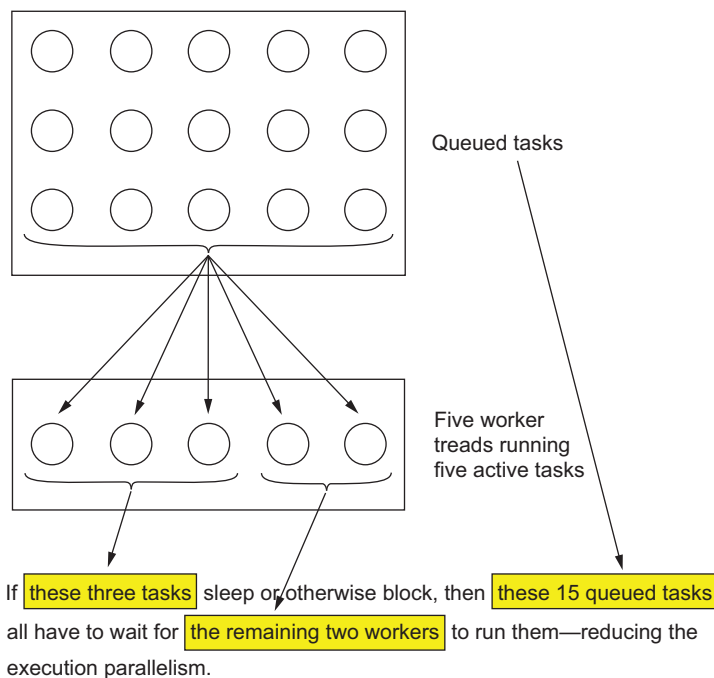 Queued tasks
Five worker
treads running
five active tasks
If these three tasks sleep or otherwise block, then these 15 queued tasks
all have to wait for the remaining two workers to run them—reducing the
execution parallelism.